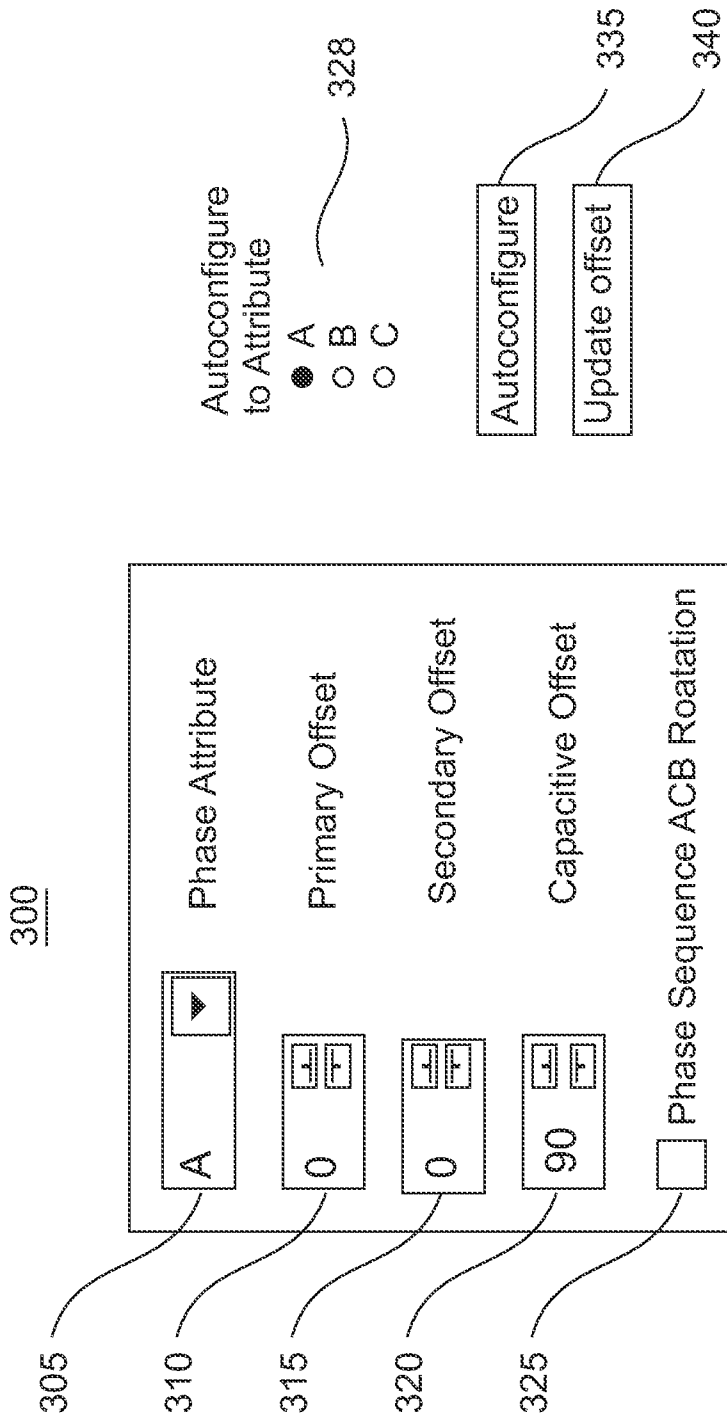 300
305
A
Phase Attribute
310
0
Primary Offset
315
0
Secondary Offset
320
90
Capacitive Offset
325
Phase Sequence ACB Roatation
Autoconfigure
to Attribute
A
B
C
328
Autoconfigure
335
Update offset
340